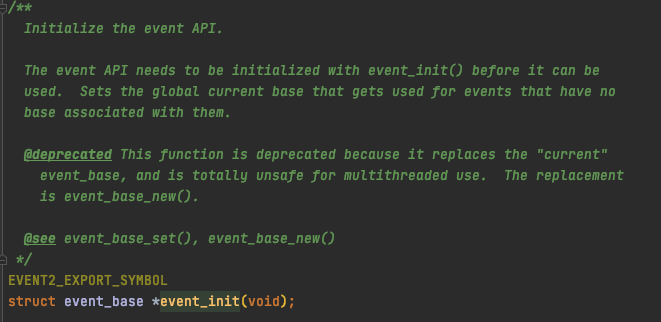 /**
Initialize the event API.
The event API needs to be initialized with event_init() before it can be
used.  Sets the global current base that gets used for events that have no
base associated with them.
@deprecated This function is deprecated because it replaces the "current"
event_base, and is totally unsafe for multithreaded use.  The replacement
is event_base_new().
@see event_base_set(), event_base_new()
*/
EVENT2_EXPORT_SYMBOL
struct event_base *event_init(void);